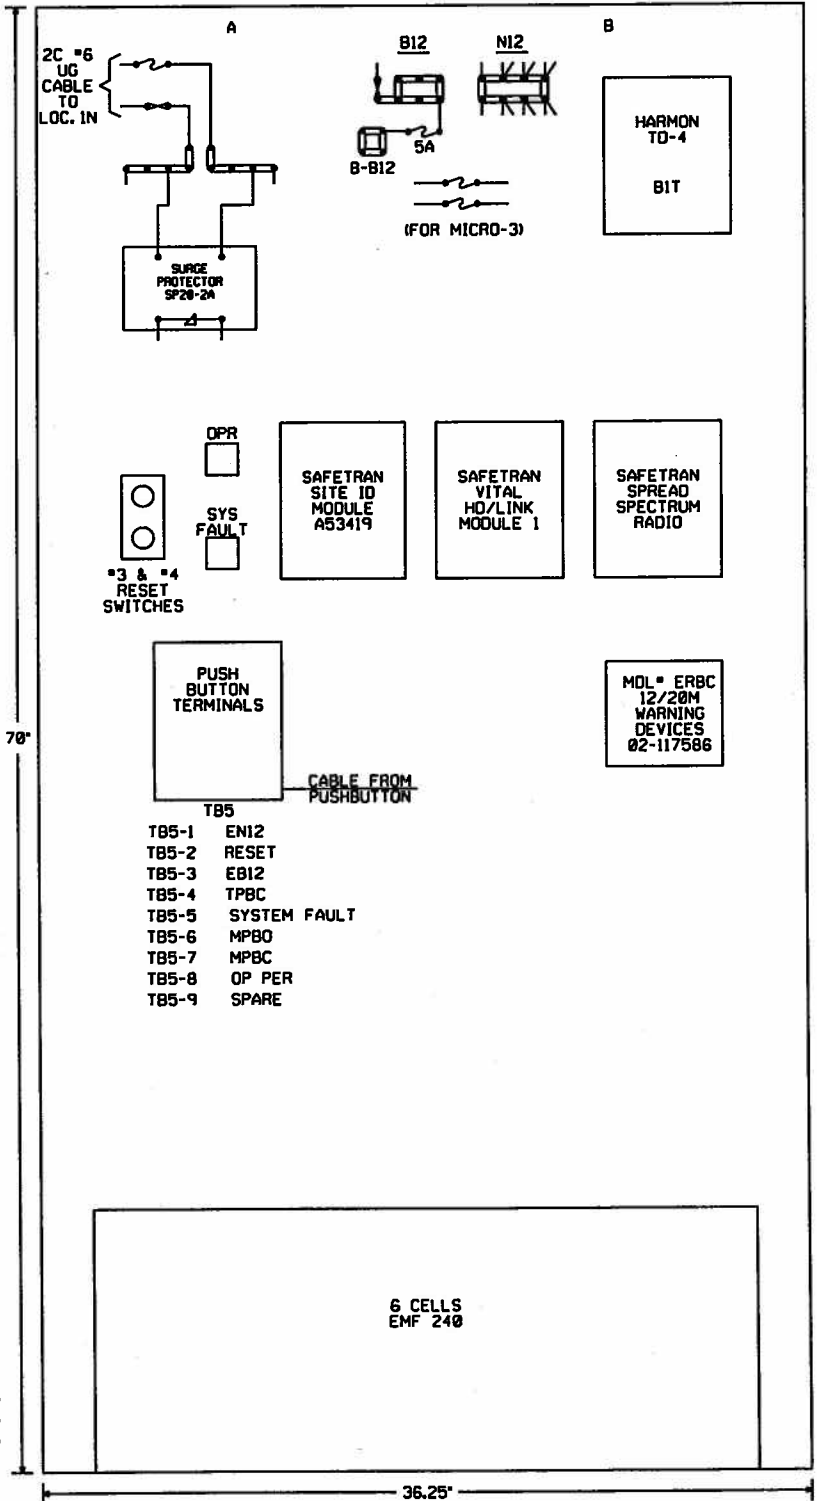 A
B
2C #6
UG
CABLE
TO
LOC. 1N
B12
N12
5A
B-B12
(FOR MICRO-3)
HARMON
TD-4
B1T
SURGE
PROTECTOR
SP20-2A
OPR
SYS
FAULT
#3 & #4
RESET
SWITCHES
SAFETRAN
SITE ID
MODULE
A53419
SAFETRAN
VITAL
HD/LINK
MODULE 1
SAFETRAN
SPREAD
SPECTRUM
RADIO
PUSH
BUTTON
TERMINALS
MDL# ERBC
12/20M
WARNING
DEVICES
02-117586
70"
CABLE FROM
PUSHBUTTON
TB5
TB5-1 EN12
TB5-2 RESET
TB5-3 EB12
TB5-4 TPBC
TB5-5 SYSTEM FAULT
TB5-6 MPBO
TB5-7 MPBC
TB5-8 OP PER
TB5-9 SPARE
6 CELLS
EMF 240
36.25"